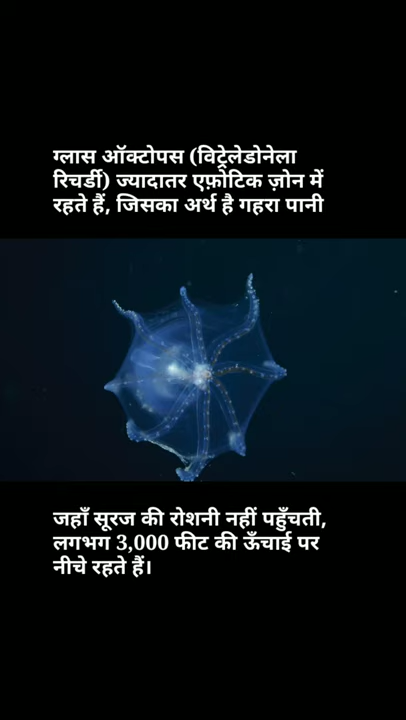 ग्लास ऑक्टोपस (विट्रेलेडोनेला
रिचर्डी) ज्यादातर एफ़ोटिक ज़ोन में
रहते हैं, जिसका अर्थ है गहरा पानी
जहाँ सूरज की रोशनी नहीं पहुँचती,
लगभग 3,000 फीट की ऊँचाई पर
नीचे रहते हैं।